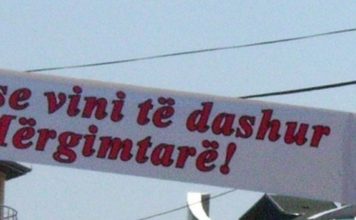 se vini të dashur
Mërgimtarë!